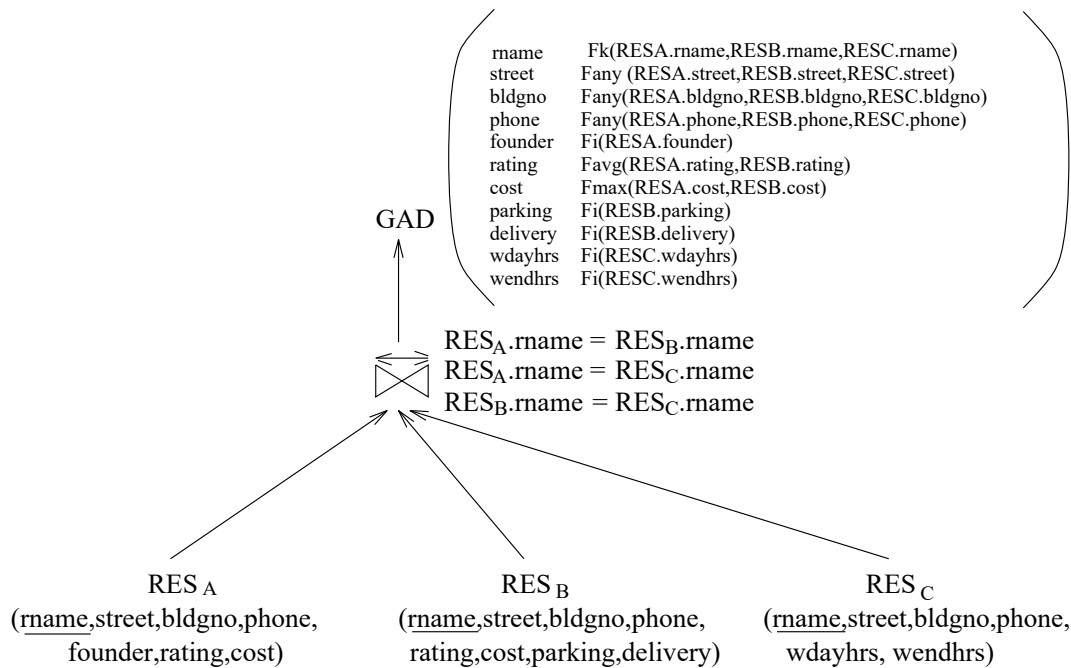 rname Fk(RESA.rname,RESB.rname,RESC.rname)
street Fany (RESA.street,RESB.street,RESC.street)
bldgno Fany(RESA.bldgno,RESB.bldgno,RESC.bldgno)
phone Fany(RESA.phone,RESB.phone,RESC.phone)
founder Fi(RESA.founder)
rating Favg(RESA.rating,RESB.rating)
cost Fmax(RESA.cost,RESB.cost)
parking Fi(RESB.parking)
delivery Fi(RESB.delivery)
wdayhrs Fi(RESC.wdayhrs)
wendhrs Fi(RESC.wendhrs)
GAD
RESA.rname = RESB.rname
RESA.rname = RESC.rname
RESB.rname = RESC.rname
RES A
(rname,street,bldgno,phone,
founder,rating,cost)
RES B
(rname,street,bldgno,phone,
rating,cost,parking,delivery)
RES C
(rname,street,bldgno,phone,
wdayhrs, wendhrs)